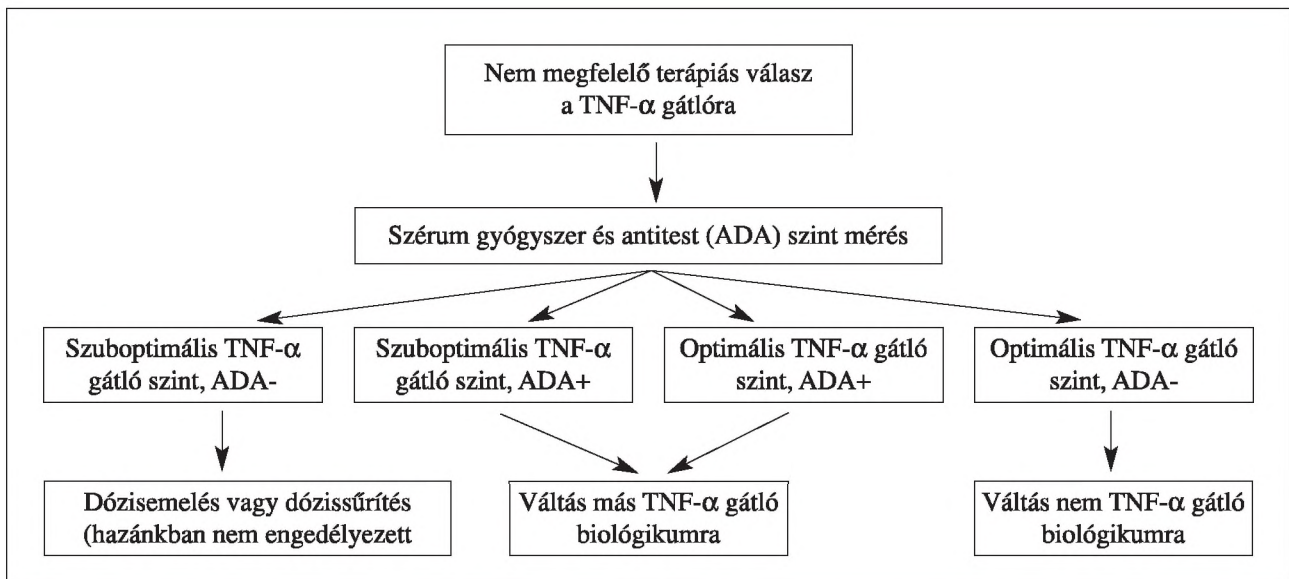 Nem megfelelő terápiás válasz
a TNF-α gátlóra
Szérum gyógyszer és antitest (ADA) szint mérés
Szuboptimális TNF-α
gátló szint, ADA-
Szuboptimális TNF-α
gátló szint, ADA+
Optimális TNF-α gátló
szint, ADA+
Optimális TNF-α gátló
szint, ADA-
Dózisemelés vagy dózissűrítés
(hazánkban nem engedélyezett
Váltás más TNF-α gátló
biológikumra
Váltás nem TNF-α gátló
biológikumra